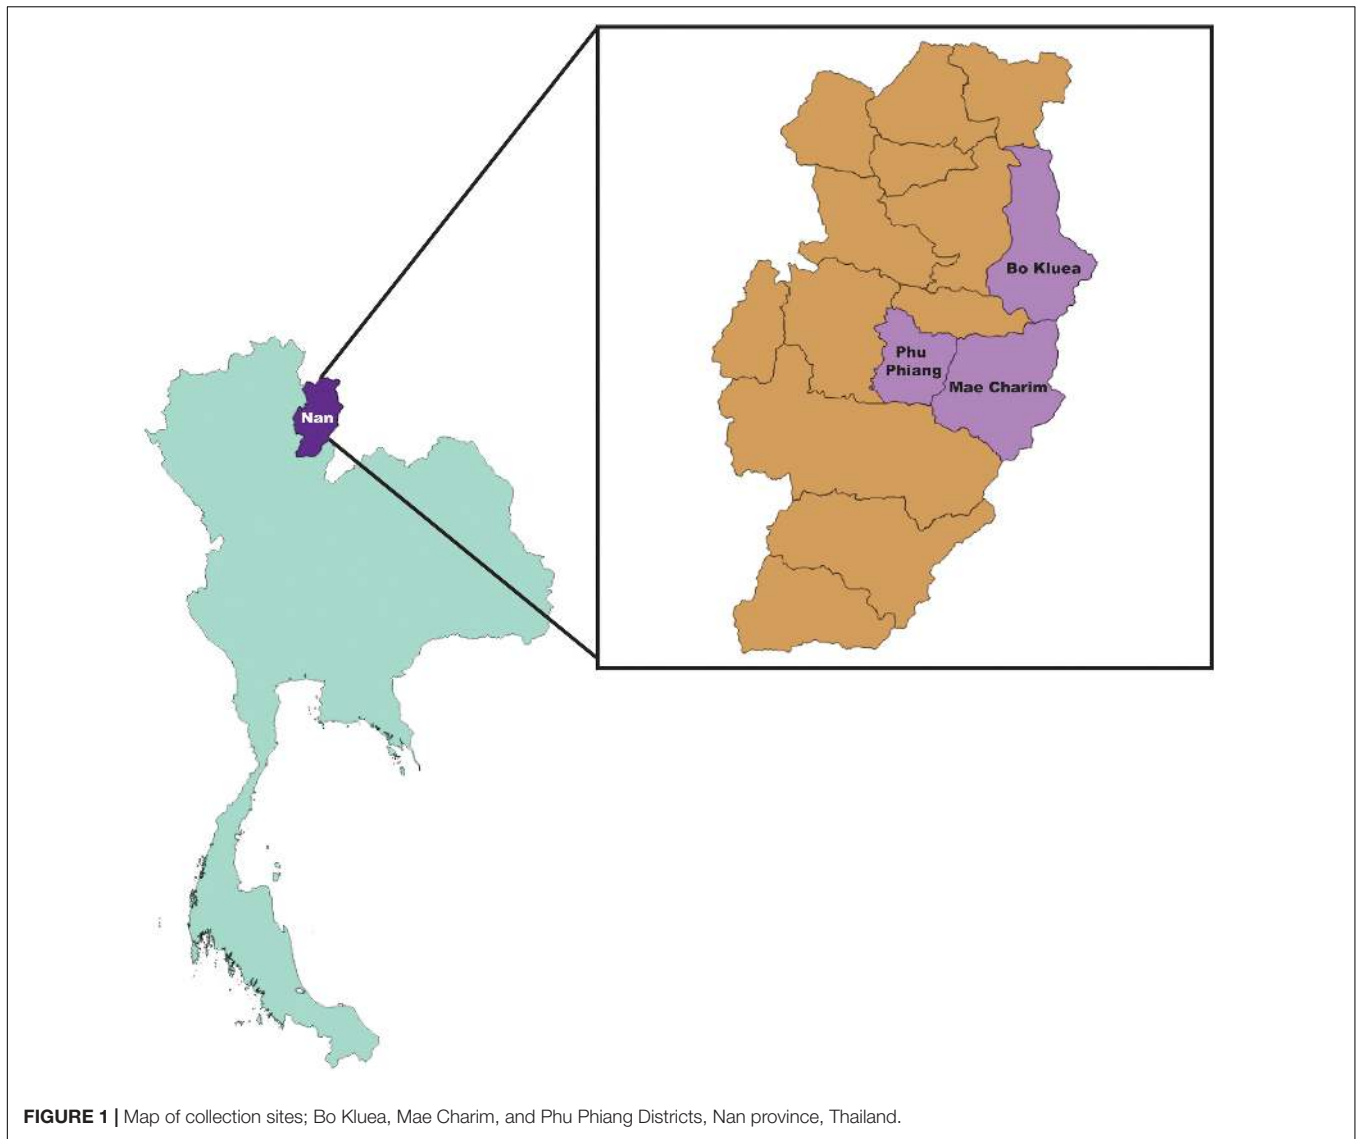 Bo Kluea
Phu
Phiang
Mae Charim
Nan
FIGURE 1 | Map of collection sites; Bo Kluea, Mae Charim, and Phu Phiang Districts, Nan province, Thailand.